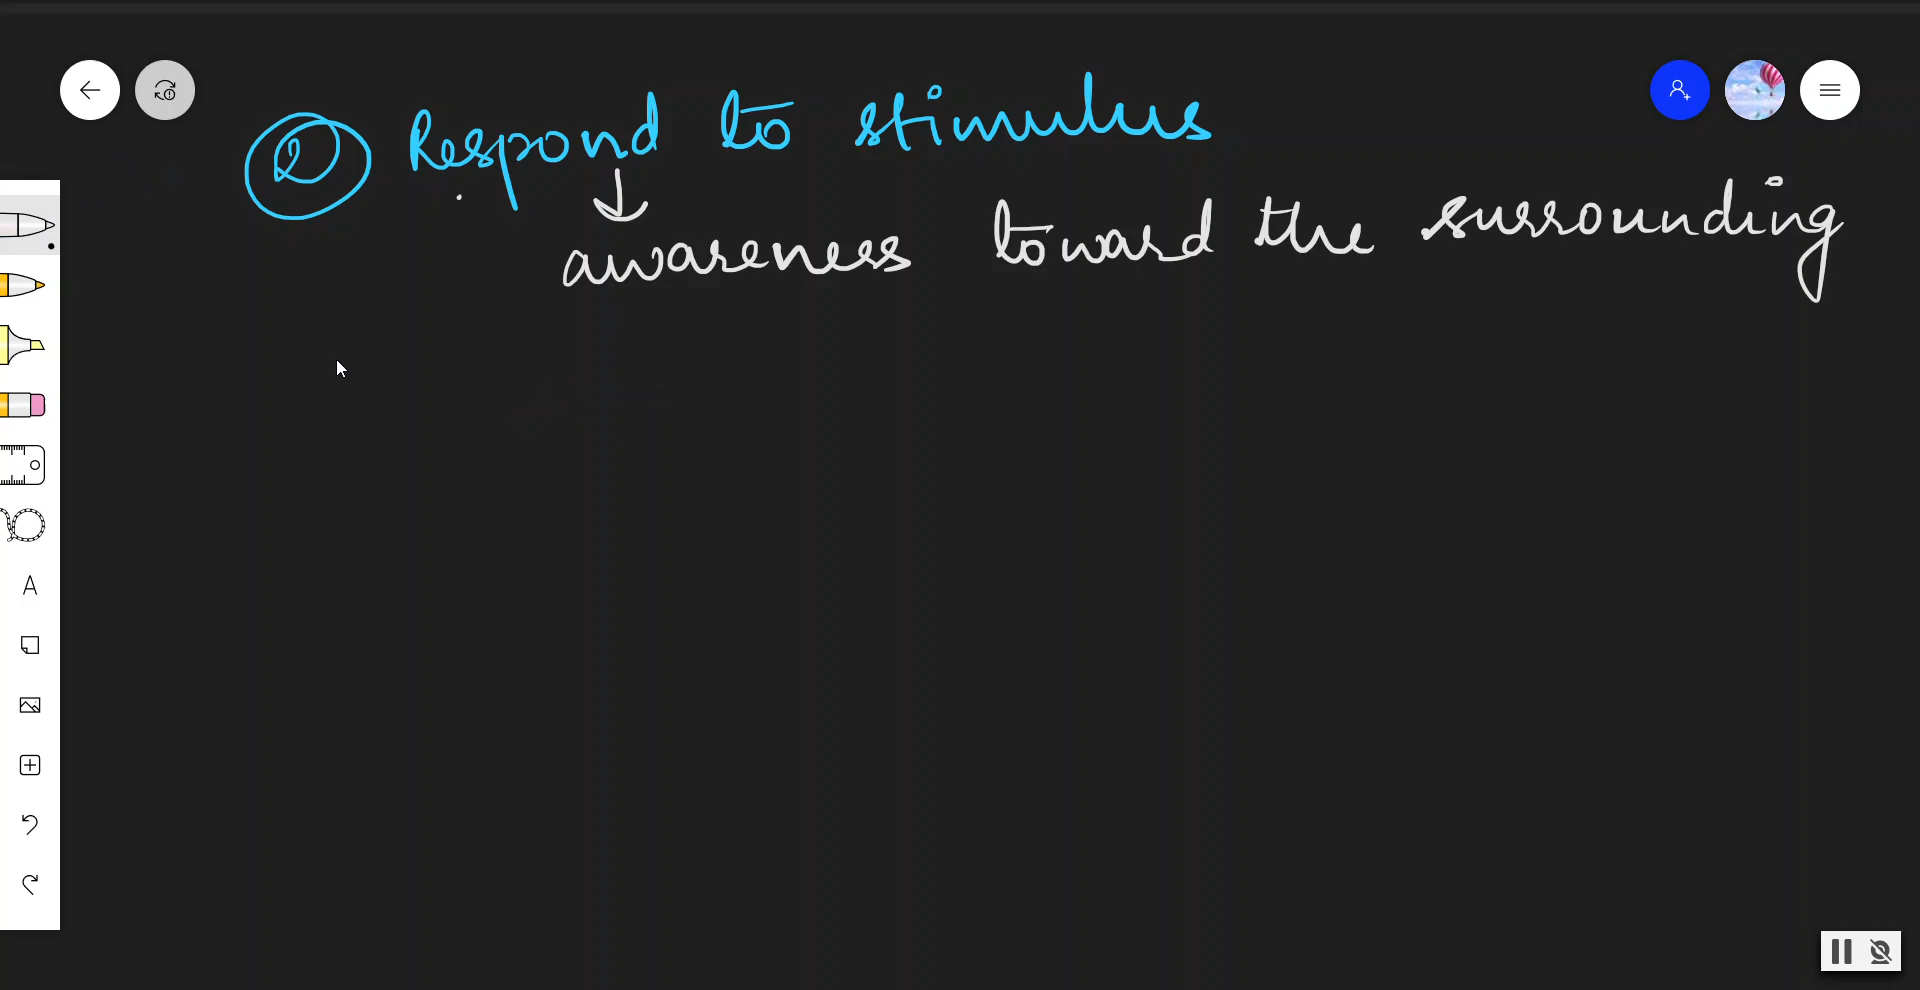 ② Respond to stimulus
↓
awareness toward the surrounding
A